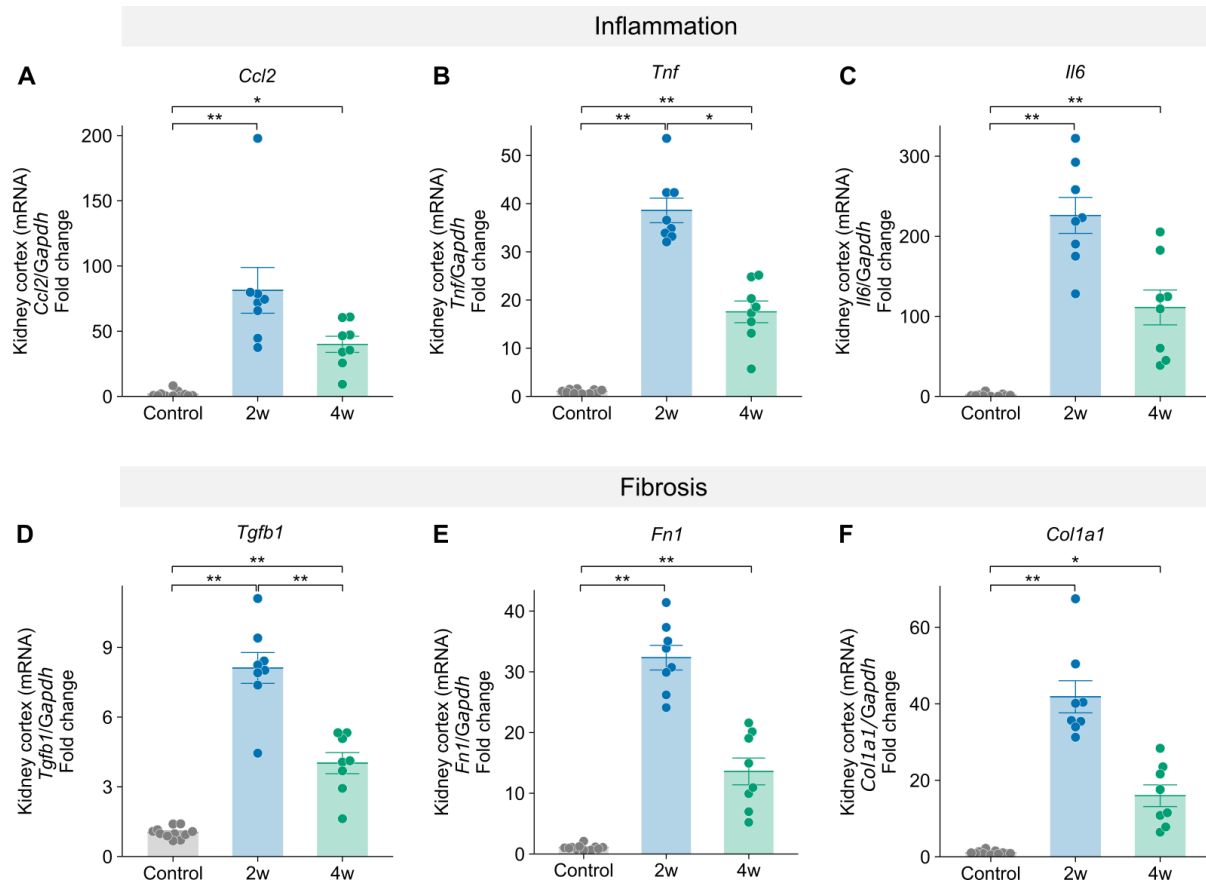 Inflammation
A
Ccl2
*
**
Kidney cortex (mRNA)
Ccl2/Gapdh
Fold change
200
150
100
50
0
Control
2w
4w
B
Tnf
**
**
*
Kidney cortex (mRNA)
Tnf/Gapdh
Fold change
50
40
30
20
10
0
Control
2w
4w
C
Il6
**
**
Kidney cortex (mRNA)
Il6/Gapdh
Fold change
300
200
100
0
Control
2w
4w
Fibrosis
D
Tgfb1
**
**
**
Kidney cortex (mRNA)
Tgfb1/Gapdh
Fold change
9
6
3
0
Control
2w
4w
E
Fn1
**
**
Kidney cortex (mRNA)
Fn1/Gapdh
Fold change
40
30
20
10
0
Control
2w
4w
F
Col1a1
*
**
Kidney cortex (mRNA)
Col1a1/Gapdh
Fold change
60
40
20
0
Control
2w
4w